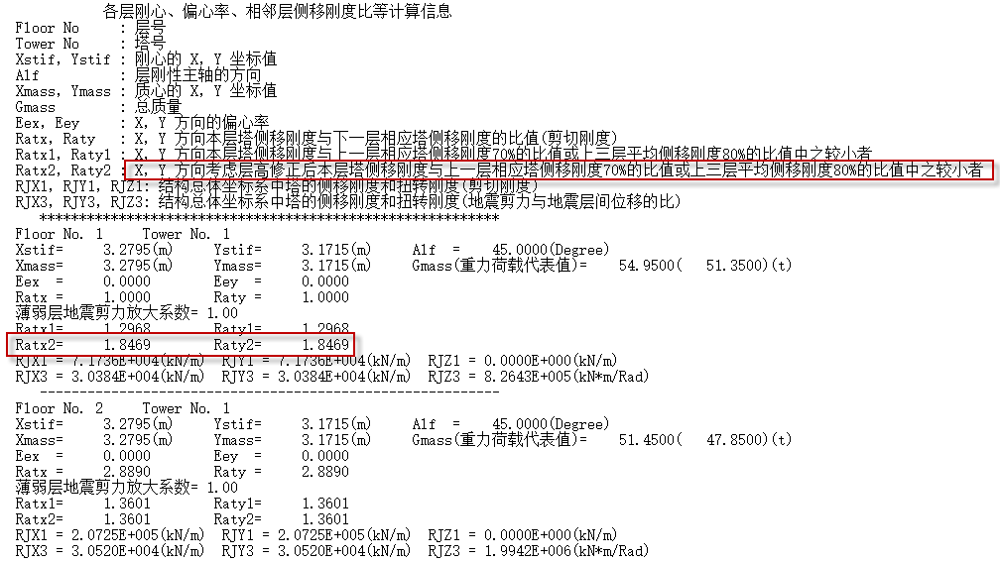 各层刚心、偏心率、相邻层侧移刚度比等计算信息
Floor No : 层号
Tower No : 塔号
Xstif, Ystif : 刚心的 X, Y 坐标值
Alf : 层刚性主轴的方向
Xmass, Ymass : 质心的 X, Y 坐标值
Gmass : 总质量
Eex, Eey : X, Y 方向的偏心率
Ratx, Raty : X, Y 方向本层塔侧移刚度与下一层相应塔侧移刚度的比值(剪切刚度)
Ratx1, Raty1 : X, Y 方向本层塔侧移刚度与上一层相应塔侧移刚度70%的比值或上三层平均侧移刚度80%的比值中之较小者
Ratx2, Raty2 : X, Y 方向考虑层高修正后本层塔侧移刚度与上一层相应塔侧移刚度70%的比值或上三层平均侧移刚度80%的比值中之较小者
RJX1, RJY1, RJZ1: 结构总体坐标系中塔的侧移刚度和扭转刚度(剪切刚度)
RJX3, RJY3, RJZ3: 结构总体坐标系中塔的侧移刚度和扭转刚度(地震剪力与地震层间位移的比)
**********************************************************
Floor No. 1 Tower No. 1
Xstif= 3.2795(m) Ystif= 3.1715(m) Alf = 45.0000(Degree)
Xmass= 3.2795(m) Ymass= 3.1715(m) Gmass(重力荷载代表值)= 54.9500( 51.3500)(t)
Eex = 0.0000 Eey = 0.0000
Ratx = 1.0000 Raty = 1.0000
薄弱层地震剪力放大系数= 1.00
Ratx1= 1.2968 Raty1= 1.2968
Ratx2= 1.8469 Raty2= 1.8469
RJX1 = 7.1736E+004(kN/m) RJY1 = 7.1736E+004(kN/m) RJZ1 = 0.0000E+000(kN/m)
RJX3 = 3.0384E+004(kN/m) RJY3 = 3.0384E+004(kN/m) RJZ3 = 8.2643E+005(kN*m/Rad)
----------------------------------------------------------
Floor No. 2 Tower No. 1
Xstif= 3.2795(m) Ystif= 3.1715(m) Alf = 45.0000(Degree)
Xmass= 3.2795(m) Ymass= 3.1715(m) Gmass(重力荷载代表值)= 51.4500( 47.8500)(t)
Eex = 0.0000 Eey = 0.0000
Ratx = 2.8890 Raty = 2.8890
薄弱层地震剪力放大系数= 1.00
Ratx1= 1.3601 Raty1= 1.3601
Ratx2= 1.3601 Raty2= 1.3601
RJX1 = 2.0725E+005(kN/m) RJY1 = 2.0725E+005(kN/m) RJZ1 = 0.0000E+000(kN/m)
RJX3 = 3.0520E+004(kN/m) RJY3 = 3.0520E+004(kN/m) RJZ3 = 1.9942E+006(kN*m/Rad)